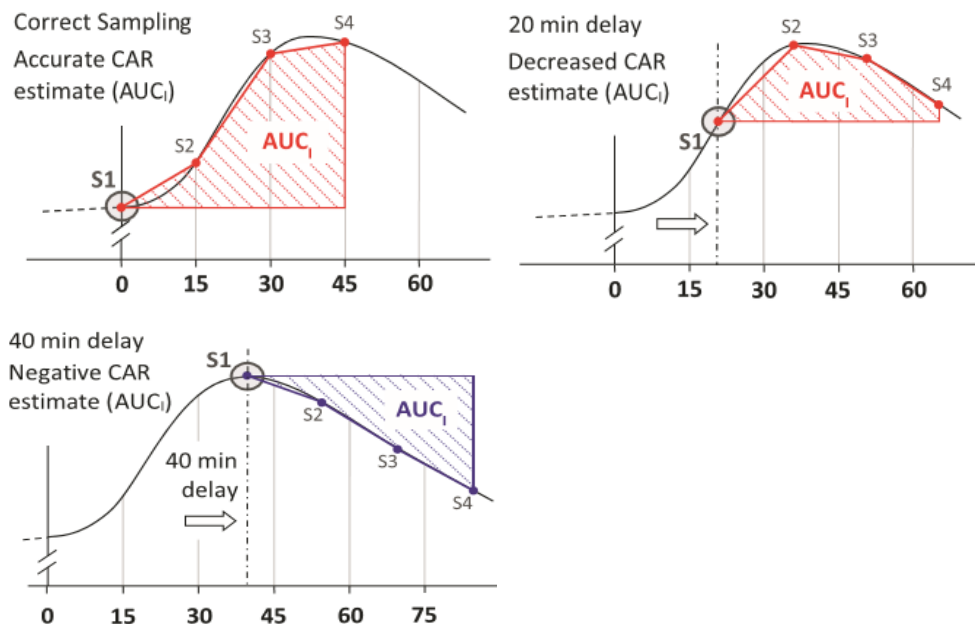 Correct Sampling
Accurate CAR
estimate (AUCI)
S1
S2
S3
S4
AUCI
0 15 30 45 60
20 min delay
Decreased CAR
estimate (AUCI)
S1
S2
S3
S4
AUCI
15 30 45 60
40 min delay
Negative CAR
estimate (AUCI)
S1
S2
S3
S4
AUCI
40 min
delay
0 15 30 45 60 75